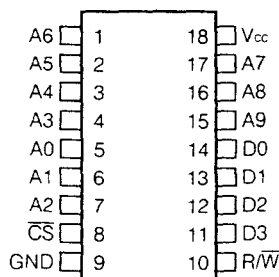 A6 1 18 Vcc
A5 2 17 A7
A4 3 16 A8
A3 4 15 A9
A0 5 14 D0
A1 6 13 D1
A2 7 12 D2
C̅S̅ 8 11 D3
GND 9 10 R/W̅